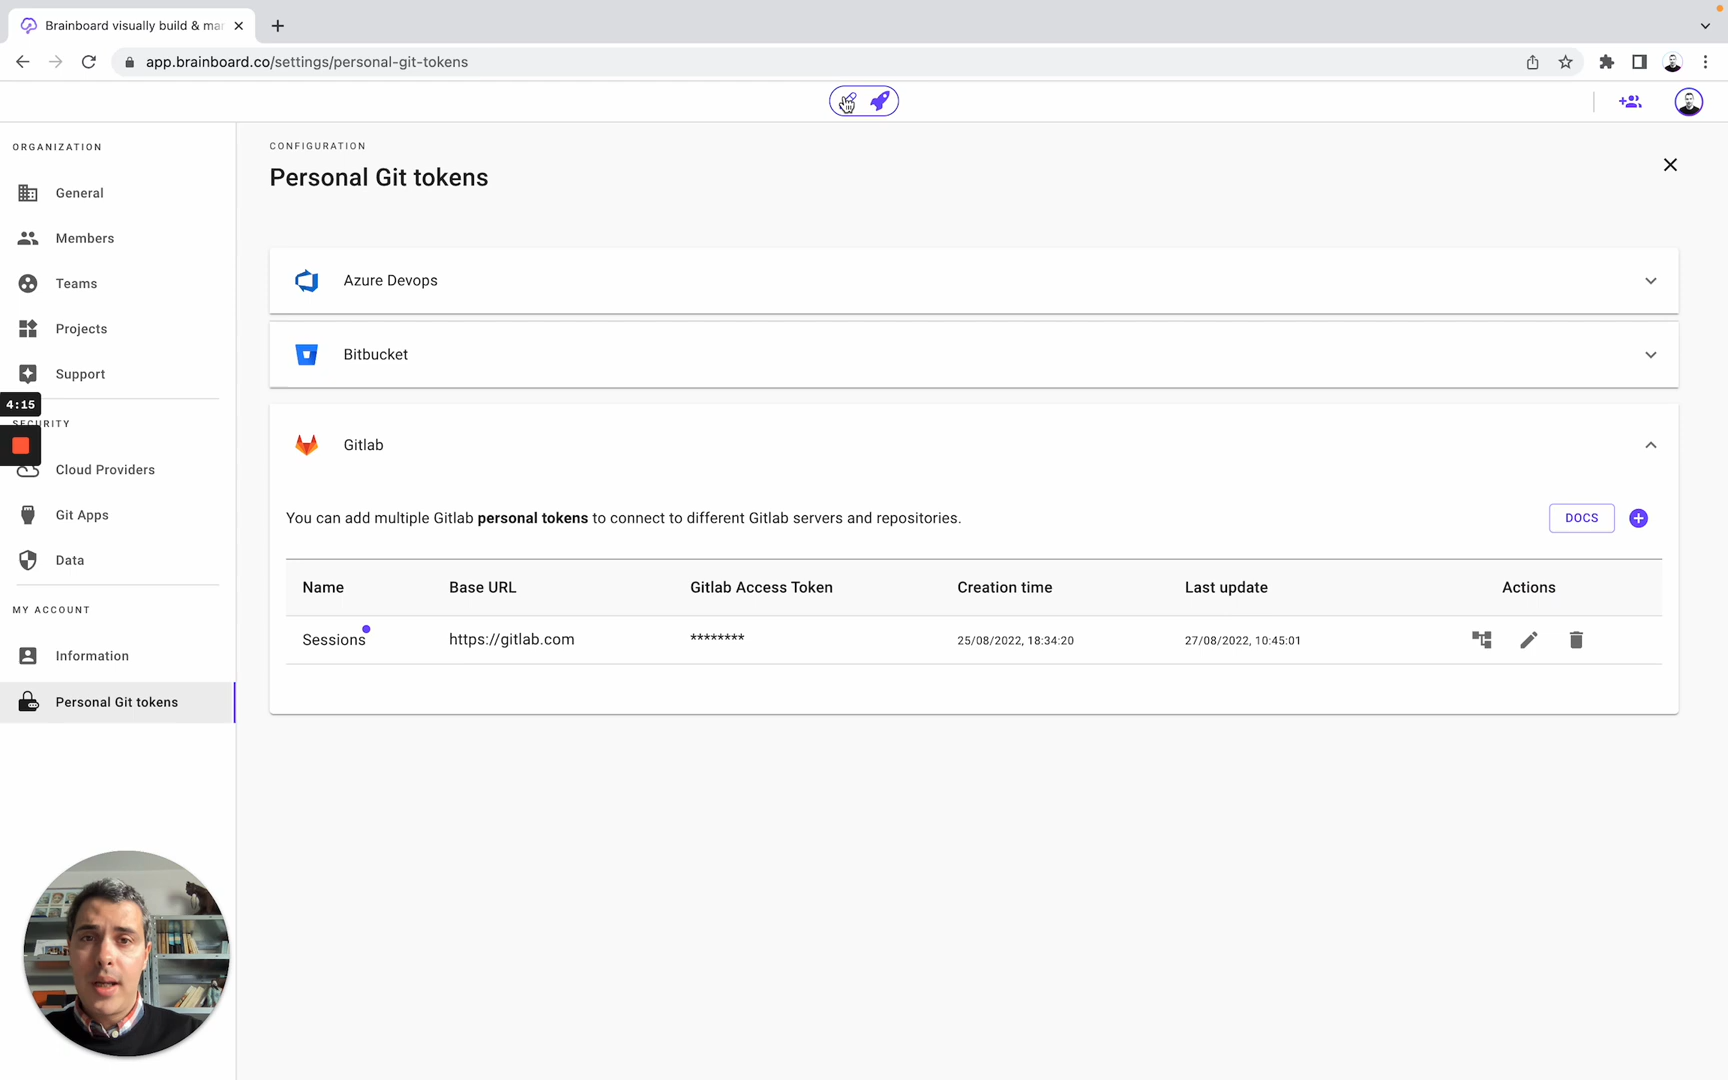 Brainboard visually build & ma
app.brainboard.co/settings/personal-git-tokens
ORGANIZATION
General
Members
Teams
Projects
Support
4:15
SECURITY
Cloud Providers
Git Apps
Data
MY ACCOUNT
Information
Personal Git tokens
CONFIGURATION
Personal Git tokens
Azure Devops
Bitbucket
Gitlab
You can add multiple Gitlab personal tokens to connect to different Gitlab servers and repositories.
DOCS
Name Base URL Gitlab Access Token Creation time Last update Actions
Sessions https://gitlab.com ******** 25/08/2022, 18:34:20 27/08/2022, 10:45:01